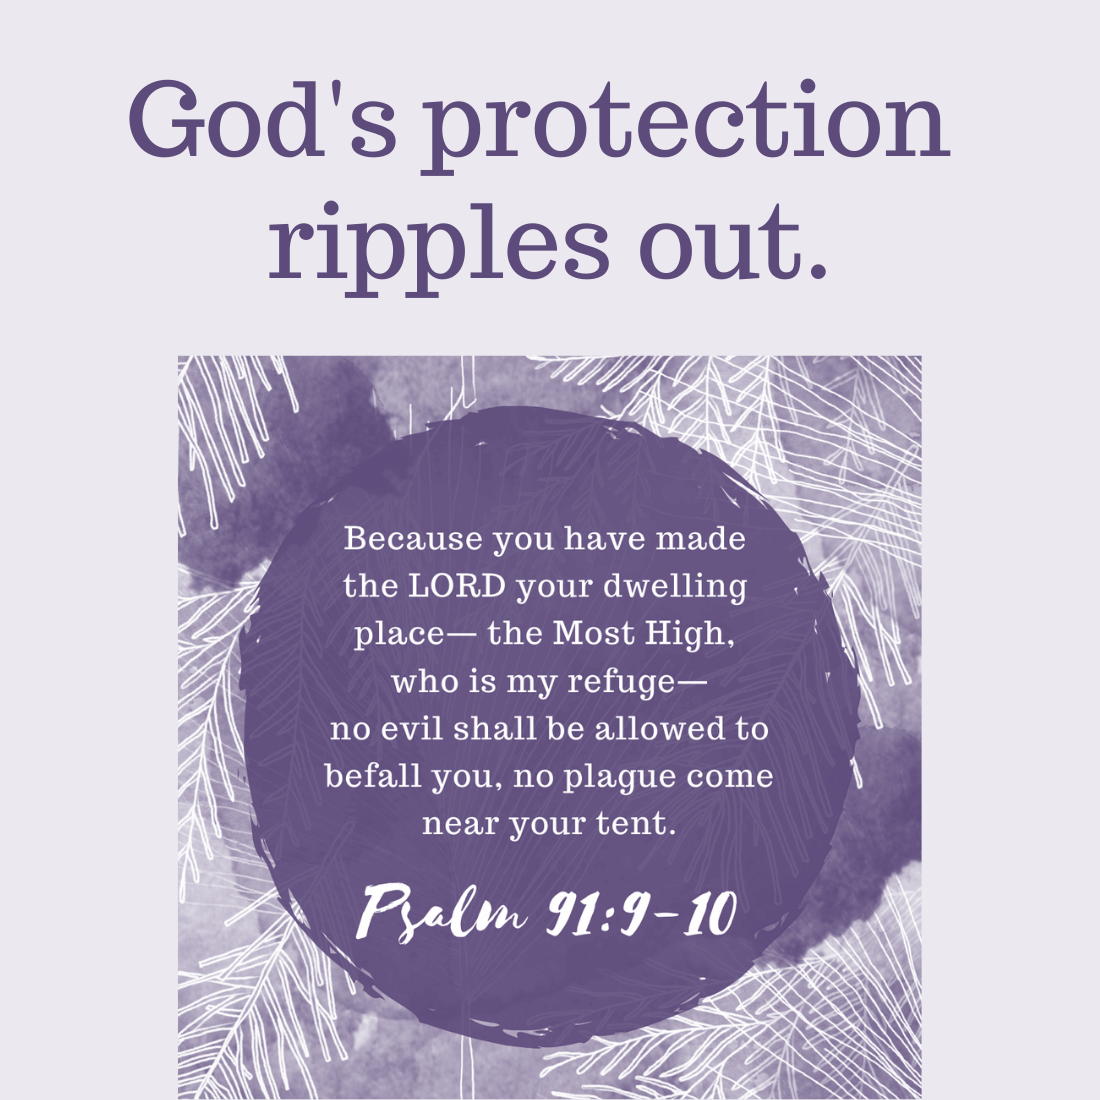 God's protection
ripples out.
Because you have made
the LORD your dwelling
place— the Most High,
who is my refuge—
no evil shall be allowed to
befall you, no plague come
near your tent.
Psalm 91:9-10